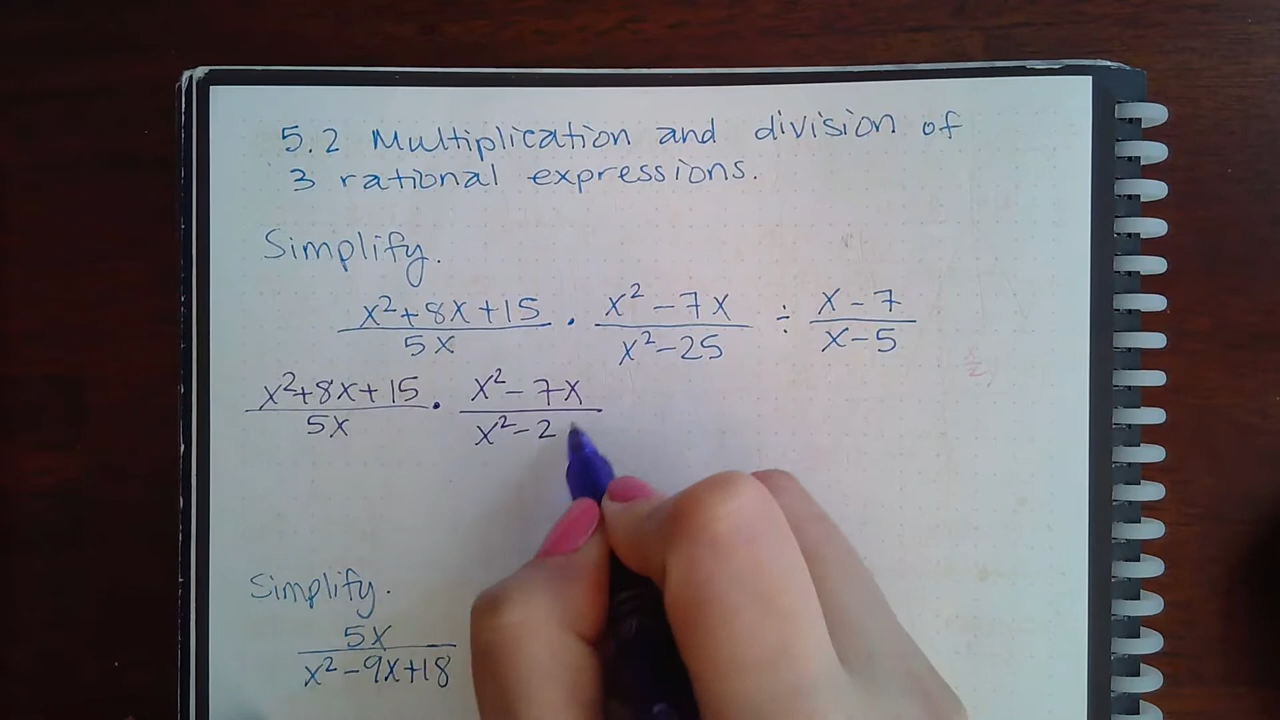 5.2 Multiplication and division of
3 rational expressions.
Simplify.
x²+8x+15 / 5x · x²-7x / x²-25 ÷ x-7 / x-5
x²+8x+15 / 5x · x²-7x / x²-2
Simplify.
5x / x²-9x+18